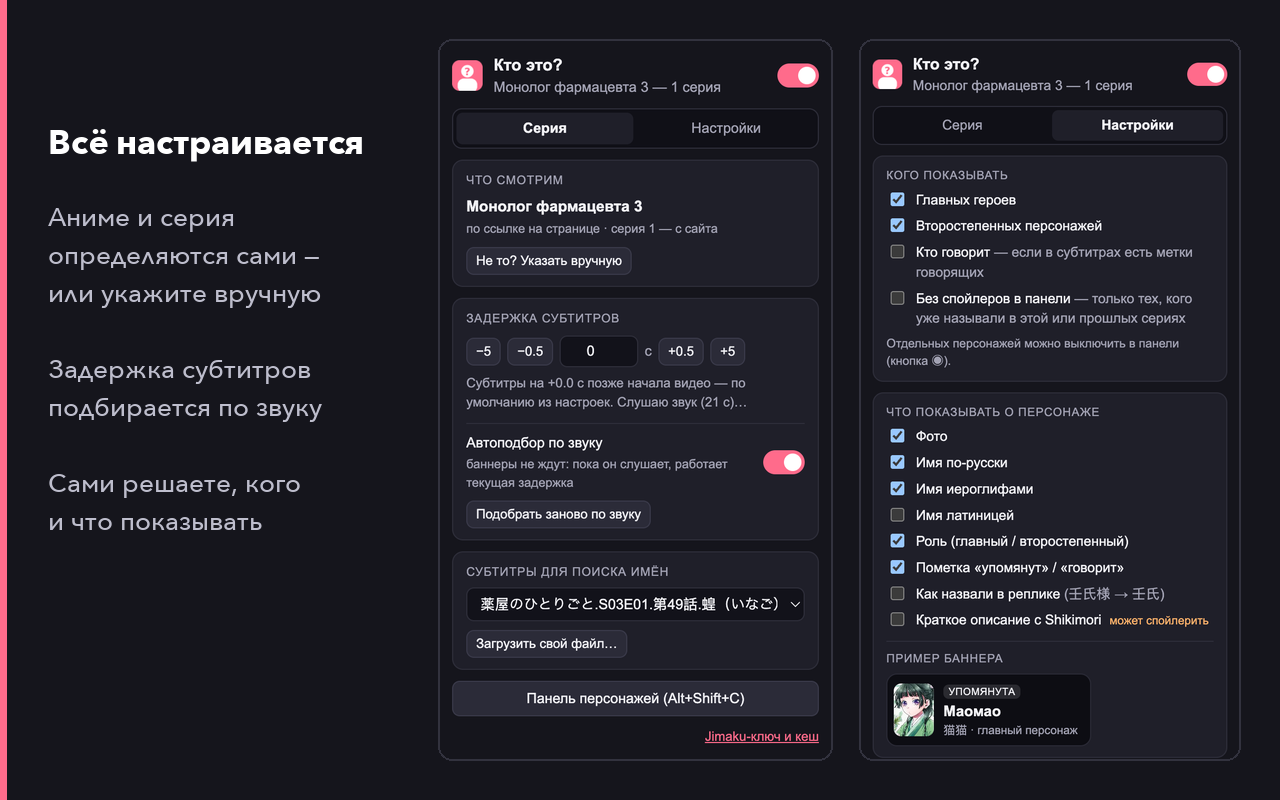 Всё настраивается
Аниме и серия
определяются сами —
или укажите вручную
Задержка субтитров
подбирается по звуку
Сами решаете, кого
и что показывать
?
Кто это?
Монолог фармацевта 3 — 1 серия
Серия
Настройки
ЧТО СМОТРИМ
Монолог фармацевта 3
по ссылке на странице · серия 1 — с сайта
Не то? Указать вручную
ЗАДЕРЖКА СУБТИТРОВ
−5 −0.5 0 с +0.5 +5
Субтитры на +0.0 с позже начала видео — по
умолчанию из настроек. Слушаю звук (21 с)…
Автоподбор по звуку
баннеры не ждут: пока он слушает, работает
текущая задержка
Подобрать заново по звуку
СУБТИТРЫ ДЛЯ ПОИСКА ИМЁН
薬屋のひとりごと.S03E01.第49話.蝗（いなご）
Загрузить свой файл…
Панель персонажей (Alt+Shift+C)
Jimaku-ключ и кеш
?
Кто это?
Монолог фармацевта 3 — 1 серия
Серия
Настройки
КОГО ПОКАЗЫВАТЬ
Главных героев
Второстепенных персонажей
Кто говорит — если в субтитрах есть метки
говорящих
Без спойлеров в панели — только тех, кого
уже называли в этой или прошлых сериях
Отдельных персонажей можно выключить в панели
(кнопка ◉).
ЧТО ПОКАЗЫВАТЬ О ПЕРСОНАЖЕ
Фото
Имя по-русски
Имя иероглифами
Имя латиницей
Роль (главный / второстепенный)
Пометка «упомянут» / «говорит»
Как назвали в реплике (壬氏様 → 壬氏)
Краткое описание с Shikimori может спойлерить
ПРИМЕР БАННЕРА
УПОМЯНУТА
Маомао
猫猫 · главный персонаж